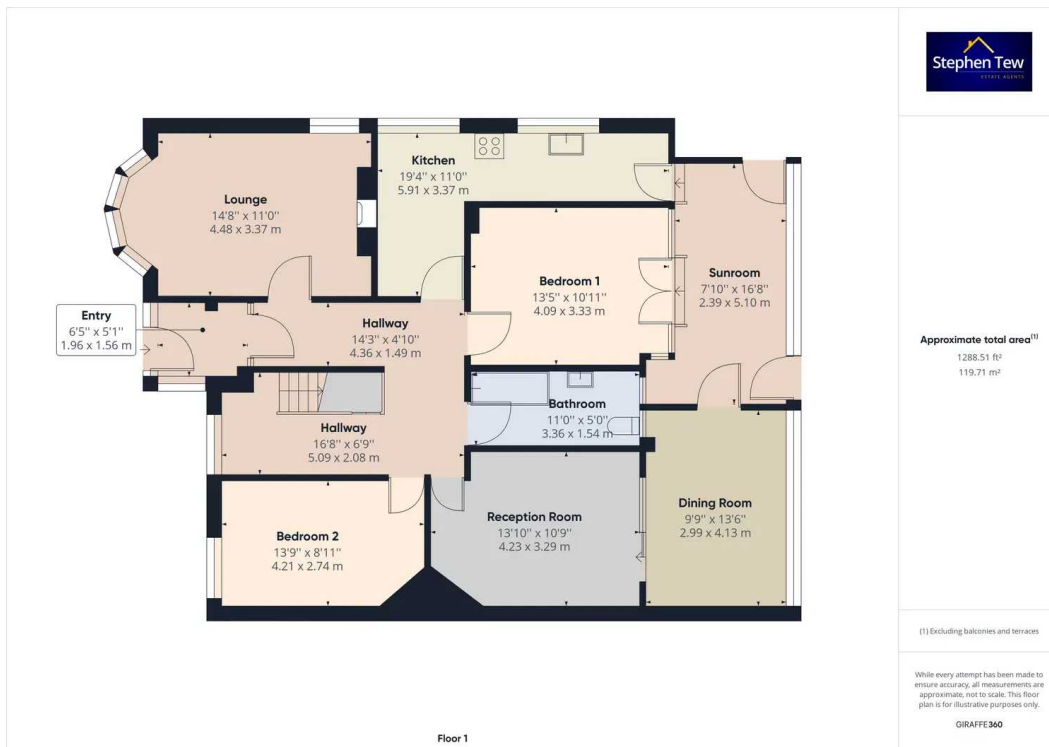 Stephen Tew
ESTATE AGENTS
Kitchen
19'4" x 11'0"
5.91 x 3.37 m
Lounge
14'8" x 11'0"
4.48 x 3.37 m
Bedroom 1
13'5" x 10'11"
4.09 x 3.33 m
Sunroom
7'10" x 16'8"
2.39 x 5.10 m
Entry
6'5" x 5'1"
1.96 x 1.56 m
Hallway
14'3" x 4'10"
4.36 x 1.49 m
Bathroom
11'0" x 5'0"
3.36 x 1.54 m
Hallway
16'8" x 6'9"
5.09 x 2.08 m
Dining Room
9'9" x 13'6"
2.99 x 4.13 m
Reception Room
13'10" x 10'9"
4.23 x 3.29 m
Bedroom 2
13'9" x 8'11"
4.21 x 2.74 m
Floor 1
Approximate total area(1)
1288.51 ft²
119.71 m²
(1) Excluding balconies and terraces
While every attempt has been made to
ensure accuracy, all measurements are
approximate, not to scale. This floor
plan is for illustrative purposes only.
GIRAFFE360